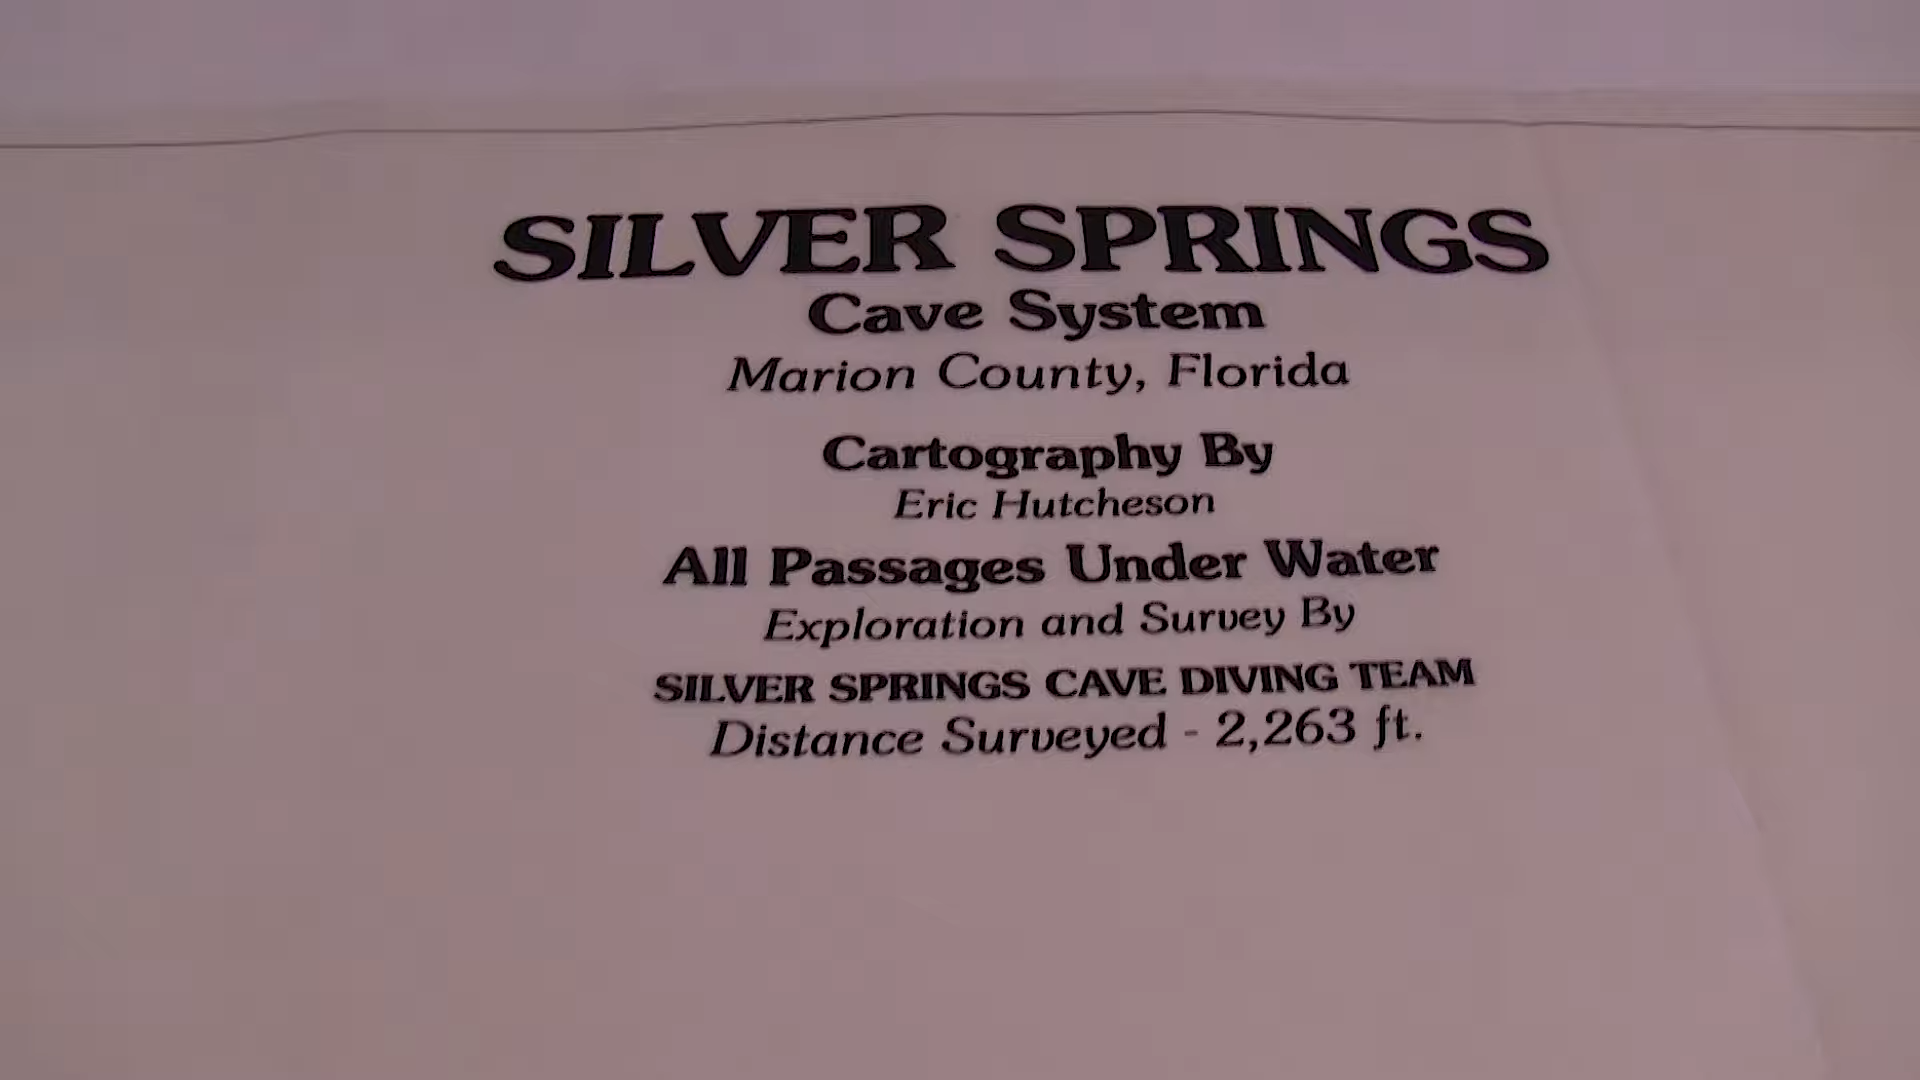 SILVER SPRINGS
Cave System
Marion County, Florida
Cartography By
Eric Hutcheson
All Passages Under Water
Exploration and Survey By
SILVER SPRINGS CAVE DIVING TEAM
Distance Surveyed - 2,263 ft.